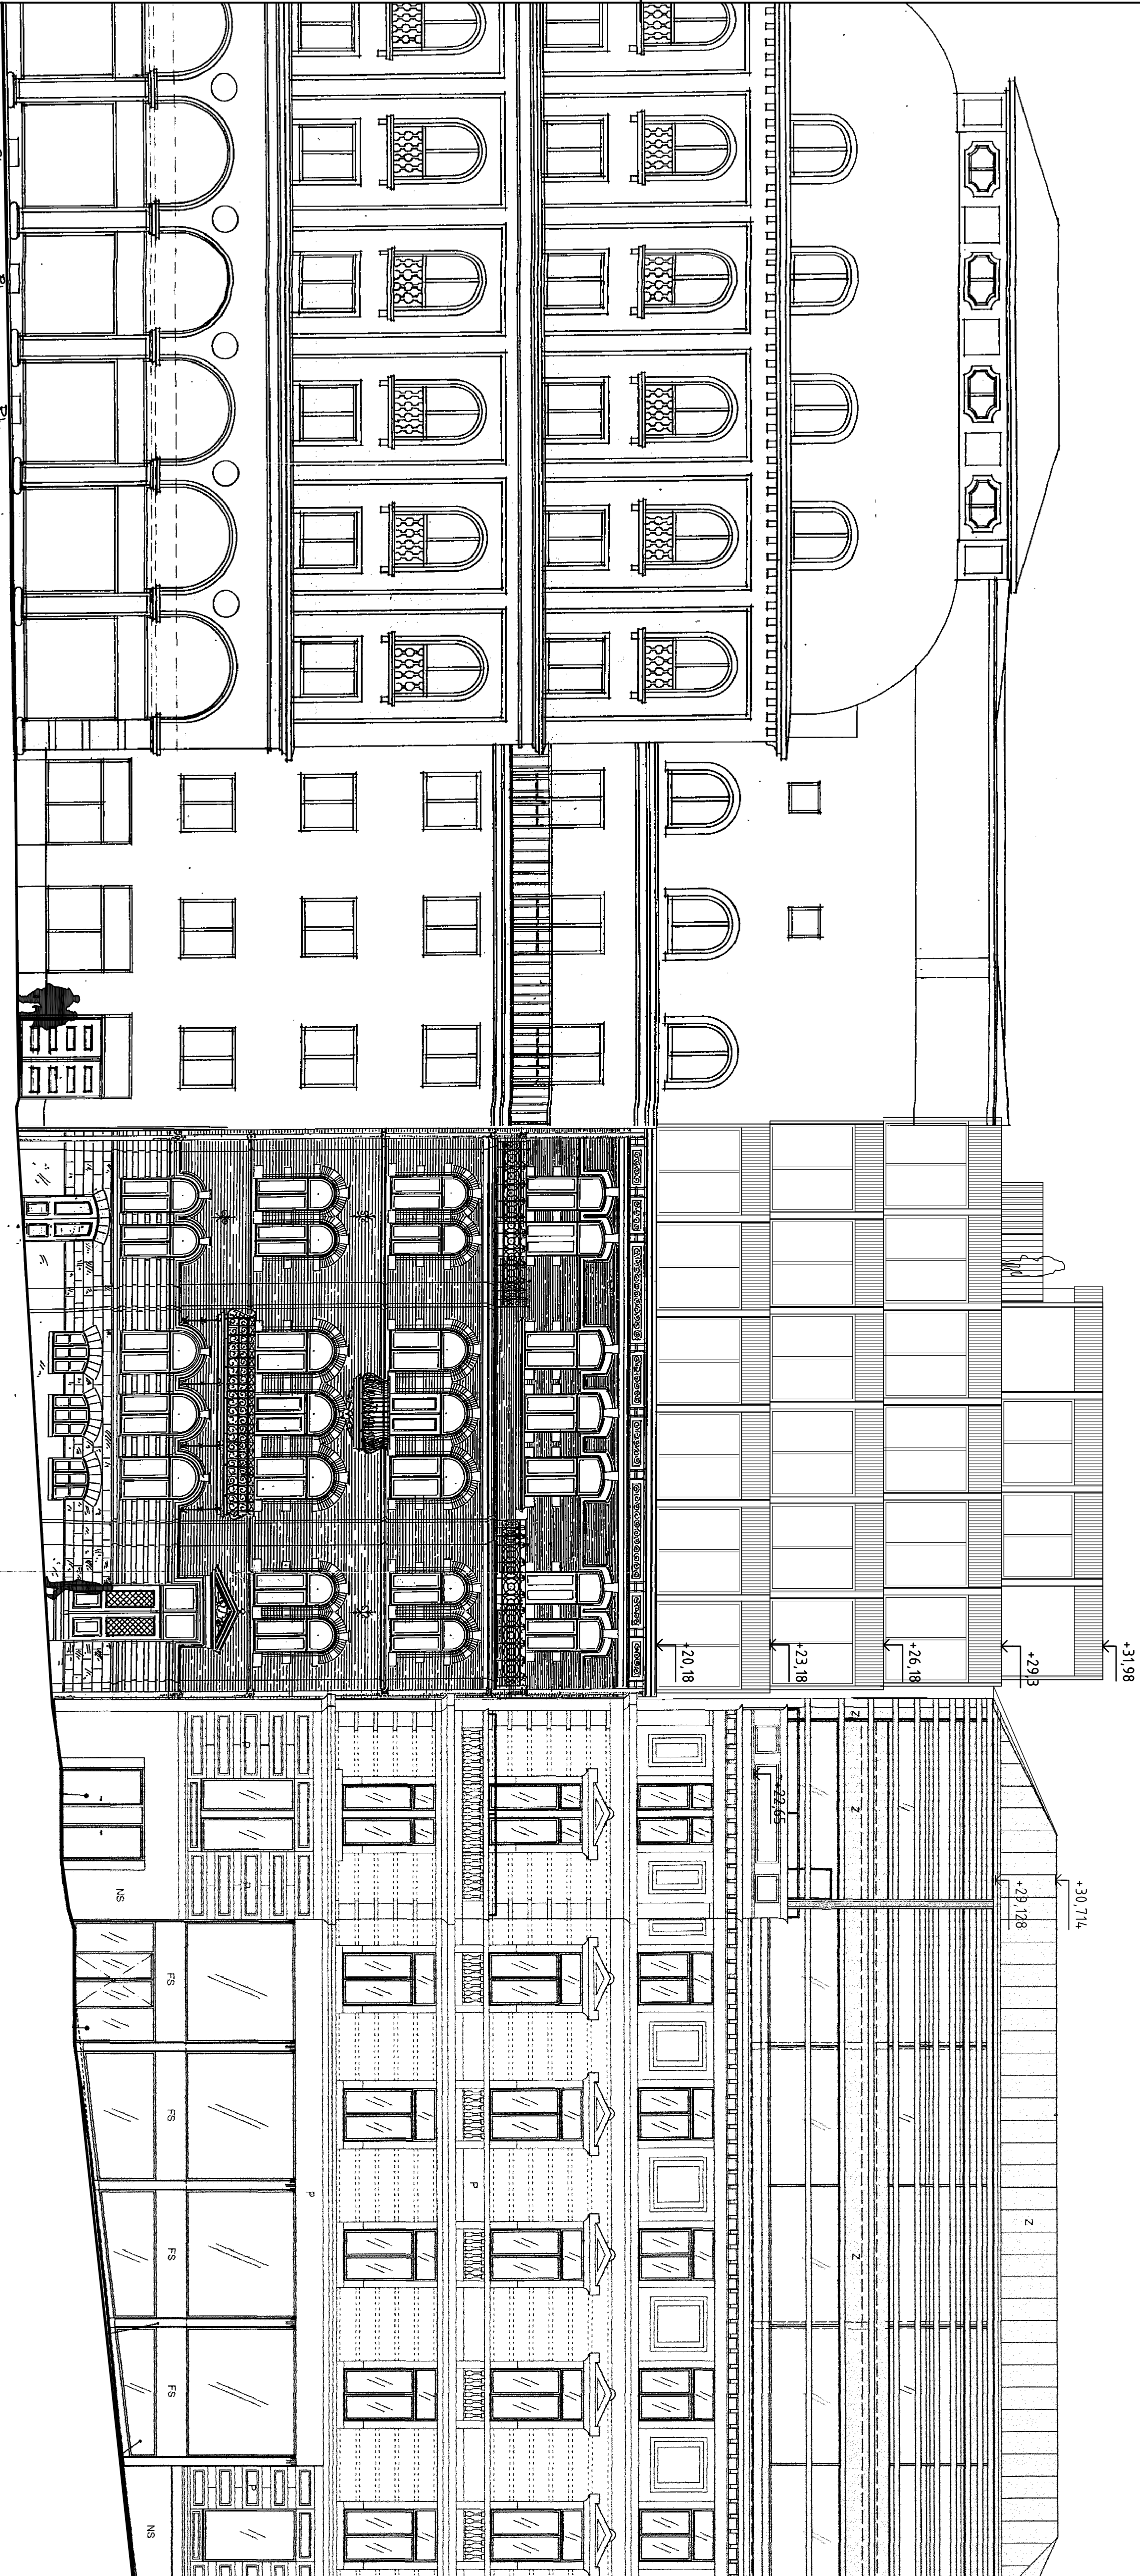 +31,98
+29,13
+26,18
+23,18
+20,18
+30,714
+29,128
+22,65
Z
Z
Z
Z
P
P
P
P
P
NS
FS
FS
FS
FS
NS